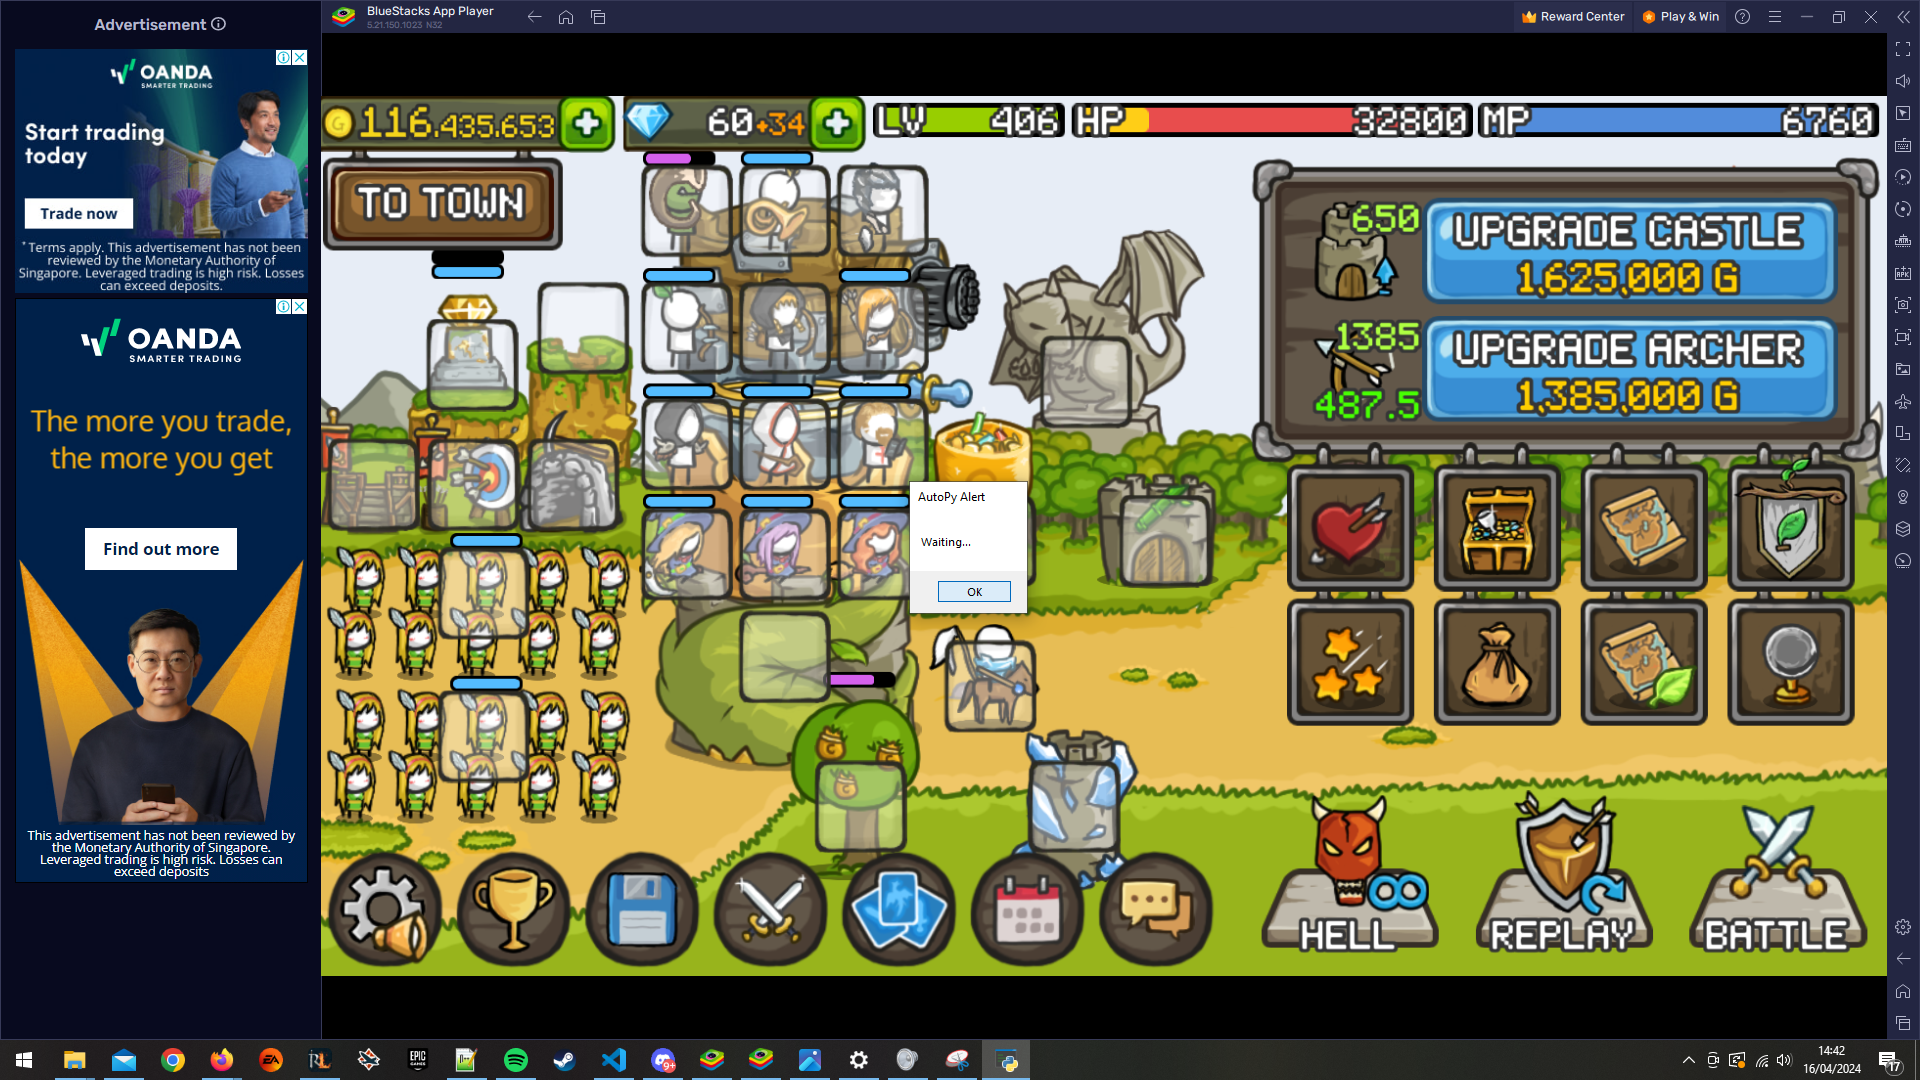 Advertisement
OANDA
SMARTER TRADING
Start trading
today
Trade now
* Terms apply. This advertisement has not been
reviewed by the Monetary Authority of
Singapore. Leveraged trading is high risk. Losses
can exceed deposits.
OANDA
SMARTER TRADING
The more you trade,
the more you get
Find out more
This advertisement has not been reviewed by
the Monetary Authority of Singapore.
Leveraged trading is high risk. Losses can
exceed deposits
BlueStacks App Player
5.21.150.1023 N32
Reward Center
Play & Win
G 116.435.653
60+34
LV 406
HP 32800
MP 6760
TO TOWN
650
UPGRADE CASTLE
1,625,000 G
1385
487.5
UPGRADE ARCHER
1,385,000 G
AutoPy Alert
Waiting...
OK
HELL
REPLAY
BATTLE
EA
RL
EPIC
GAMES
9+
14:42
16/04/2024
17